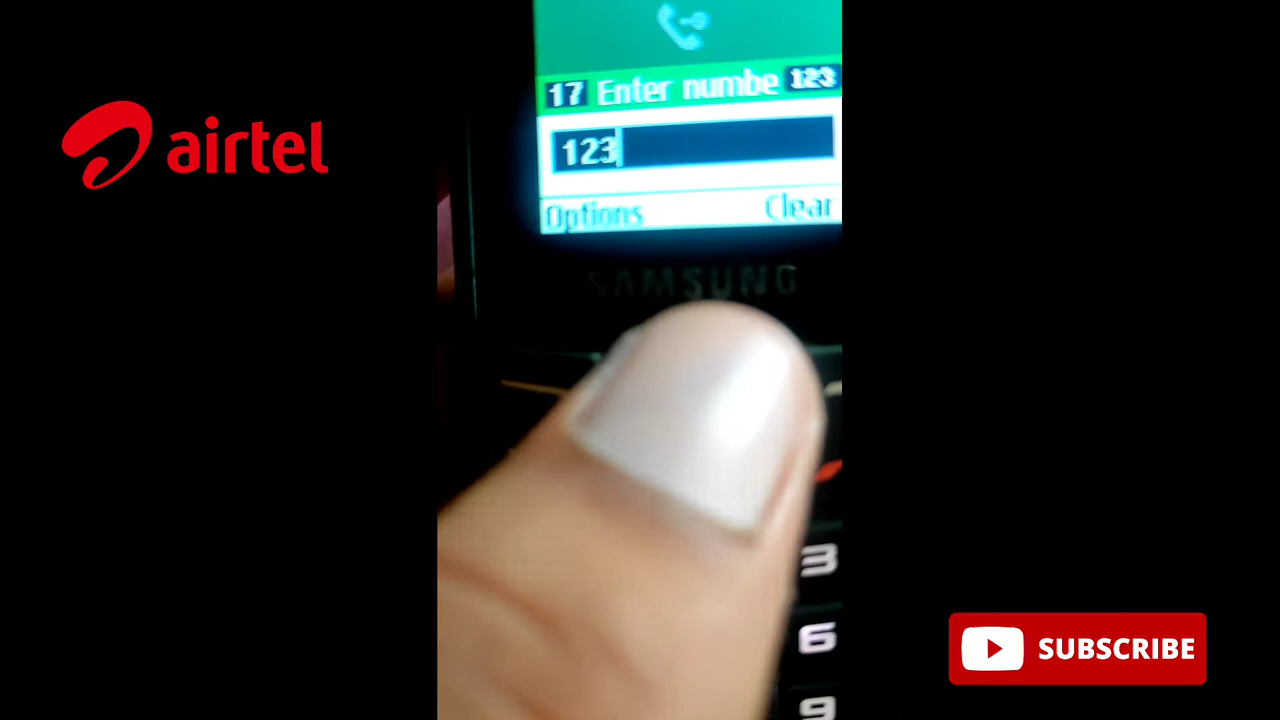 airtel
17 Enter numbe 123
123
Options Clear
SAMSUNG
3
6
9
SUBSCRIBE